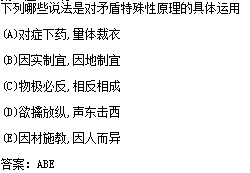 下列哪些说法是对矛盾特殊性原理的具体运用
(A)对症下药,量体裁衣
(B)因实制宜,因地制宜
(C)物极必反,相反相成
(D)欲擒放纵,声东击西
(E)因材施教,因人而异
答案：ABE